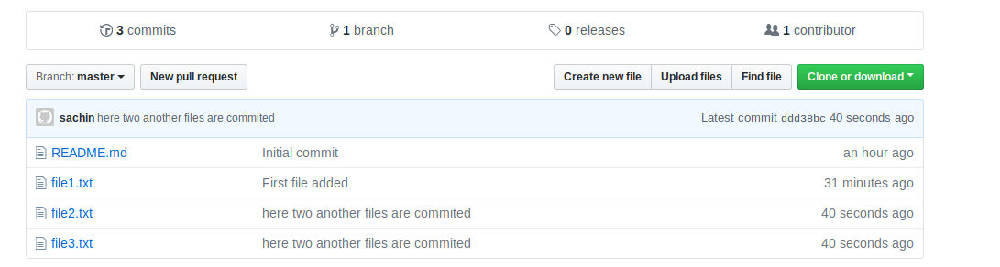 3 commits 1 branch 0 releases 1 contributor
Branch: master New pull request Create new file Upload files Find file Clone or download
sachin here two another files are commited Latest commit ddd38bc 40 seconds ago
README.md Initial commit an hour ago
file1.txt First file added 31 minutes ago
file2.txt here two another files are commited 40 seconds ago
file3.txt here two another files are commited 40 seconds ago